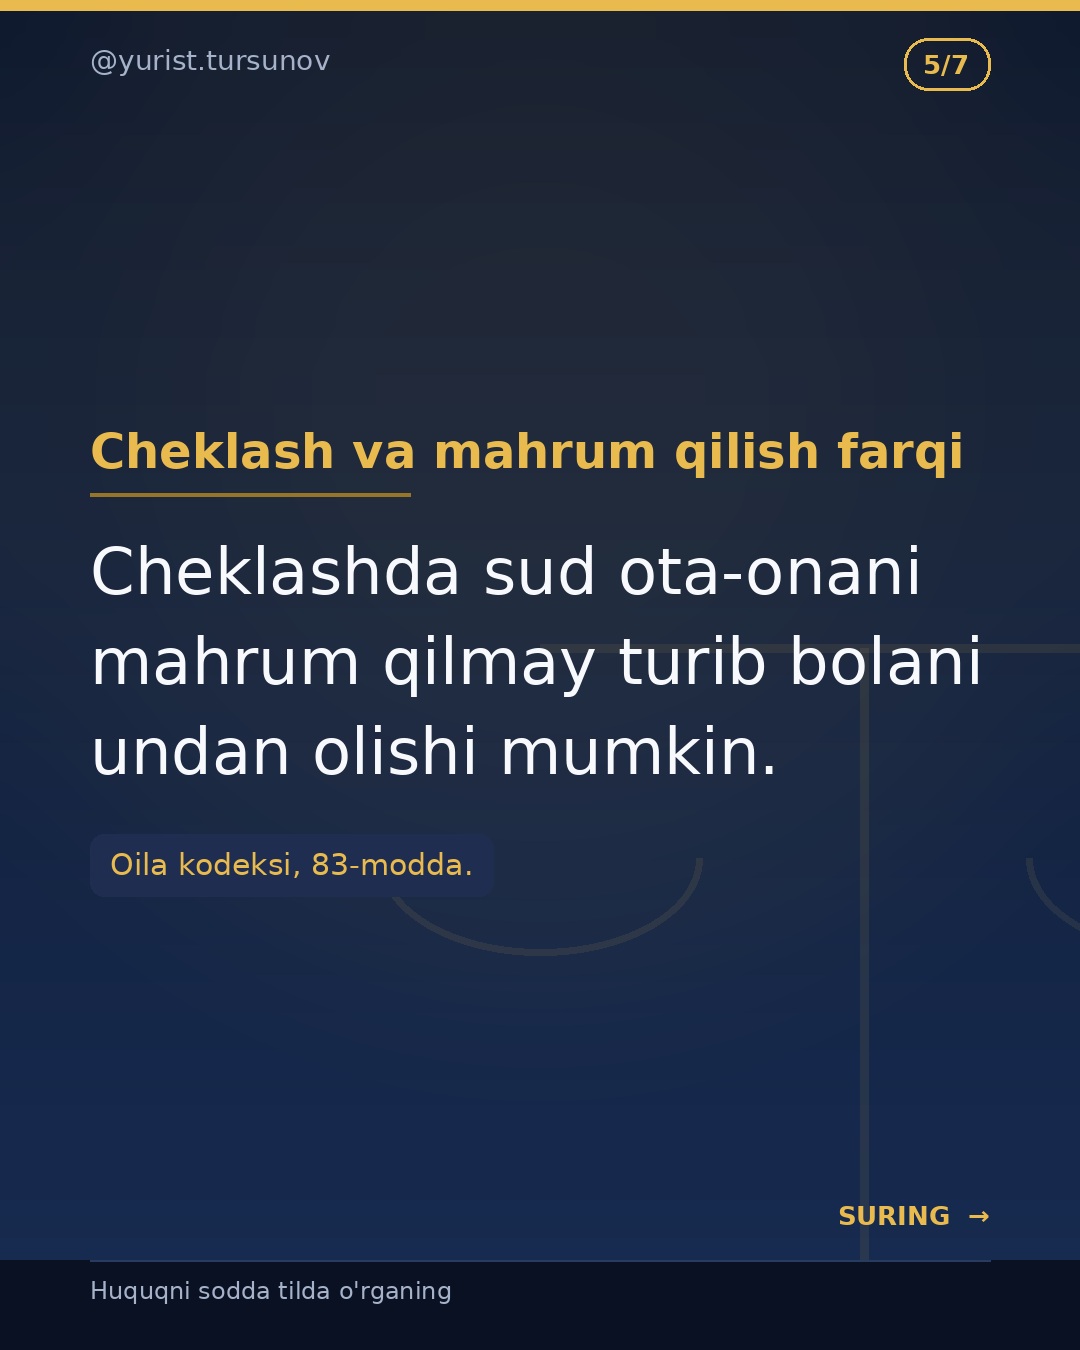 @yurist.tursunov
5/7
Cheklash va mahrum qilish farqi
Cheklashda sud ota-onani
mahrum qilmay turib bolani
undan olishi mumkin.
Oila kodeksi, 83-modda.
SURING →
Huquqni sodda tilda o'rganing